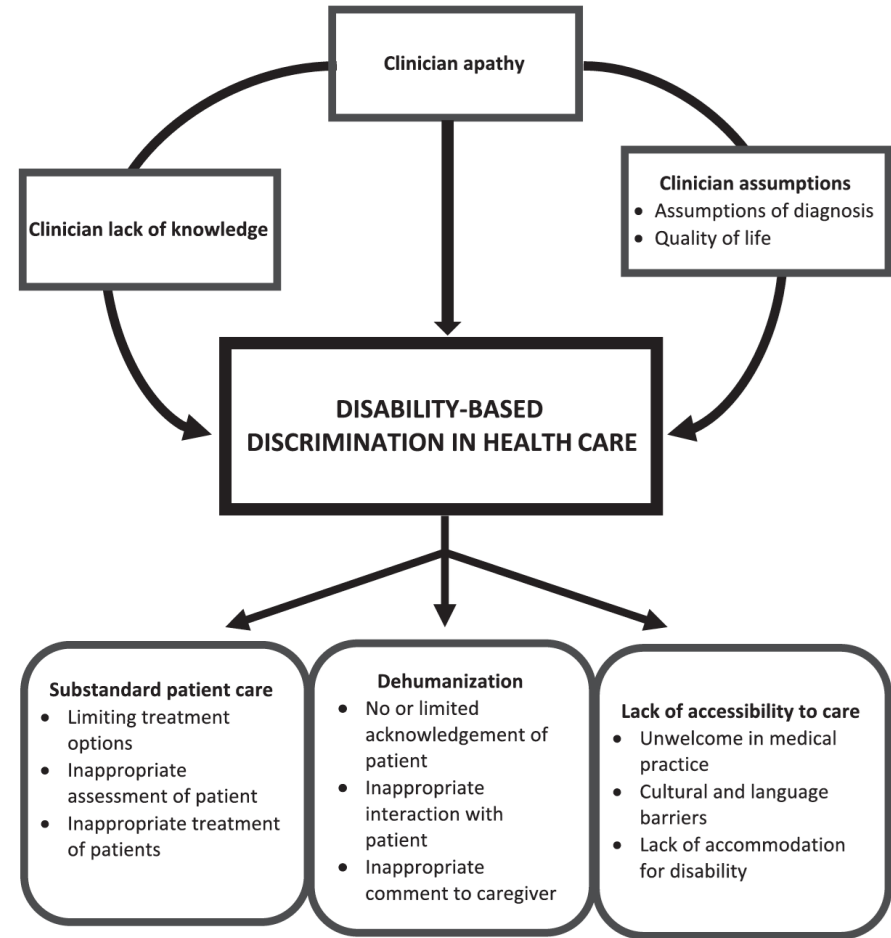 Clinician apathy
Clinician lack of knowledge
Clinician assumptions
• Assumptions of diagnosis
• Quality of life
DISABILITY-BASED
DISCRIMINATION IN HEALTH CARE
Substandard patient care
• Limiting treatment
options
• Inappropriate
assessment of patient
• Inappropriate treatment
of patients
Dehumanization
• No or limited
acknowledgement of
patient
• Inappropriate
interaction with
patient
• Inappropriate
comment to caregiver
Lack of accessibility to care
• Unwelcome in medical
practice
• Cultural and language
barriers
• Lack of accommodation
for disability